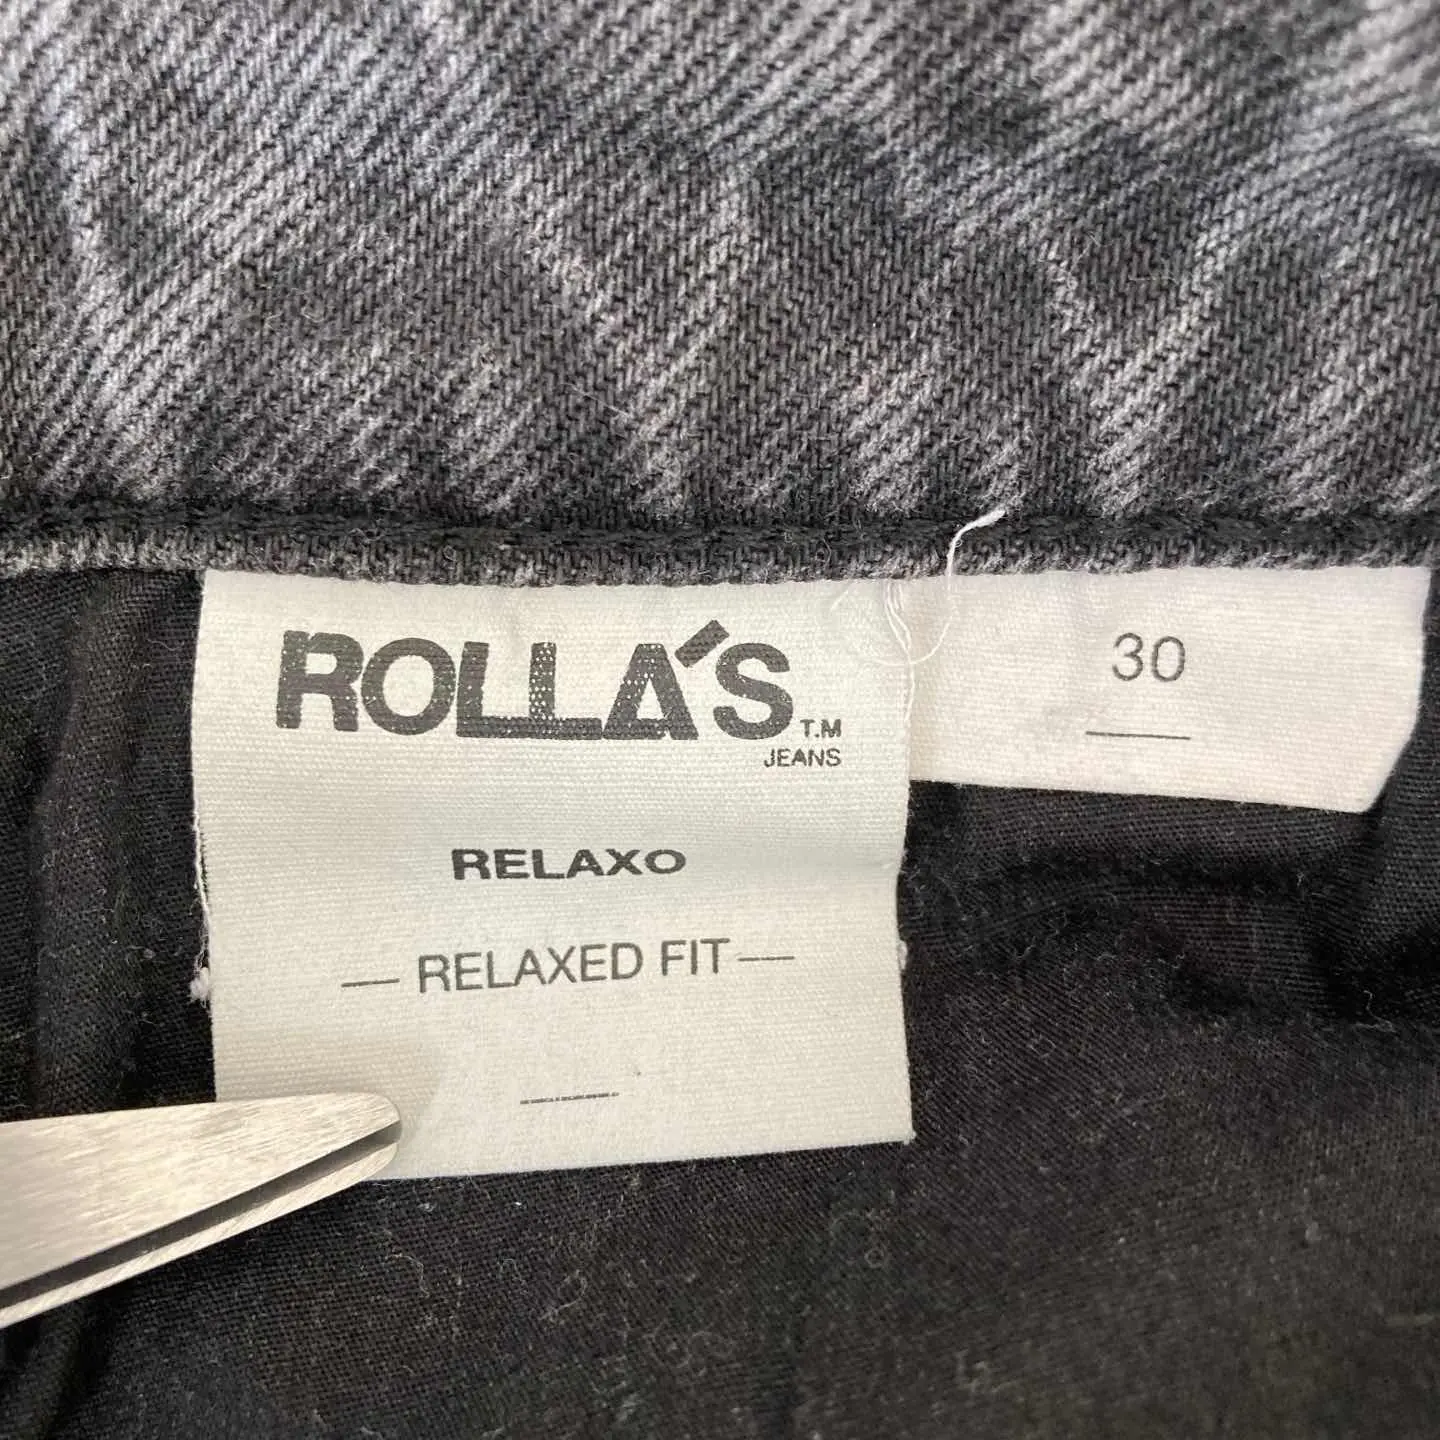 ROLLA'S T.M
JEANS
RELAXO
— RELAXED FIT —
30